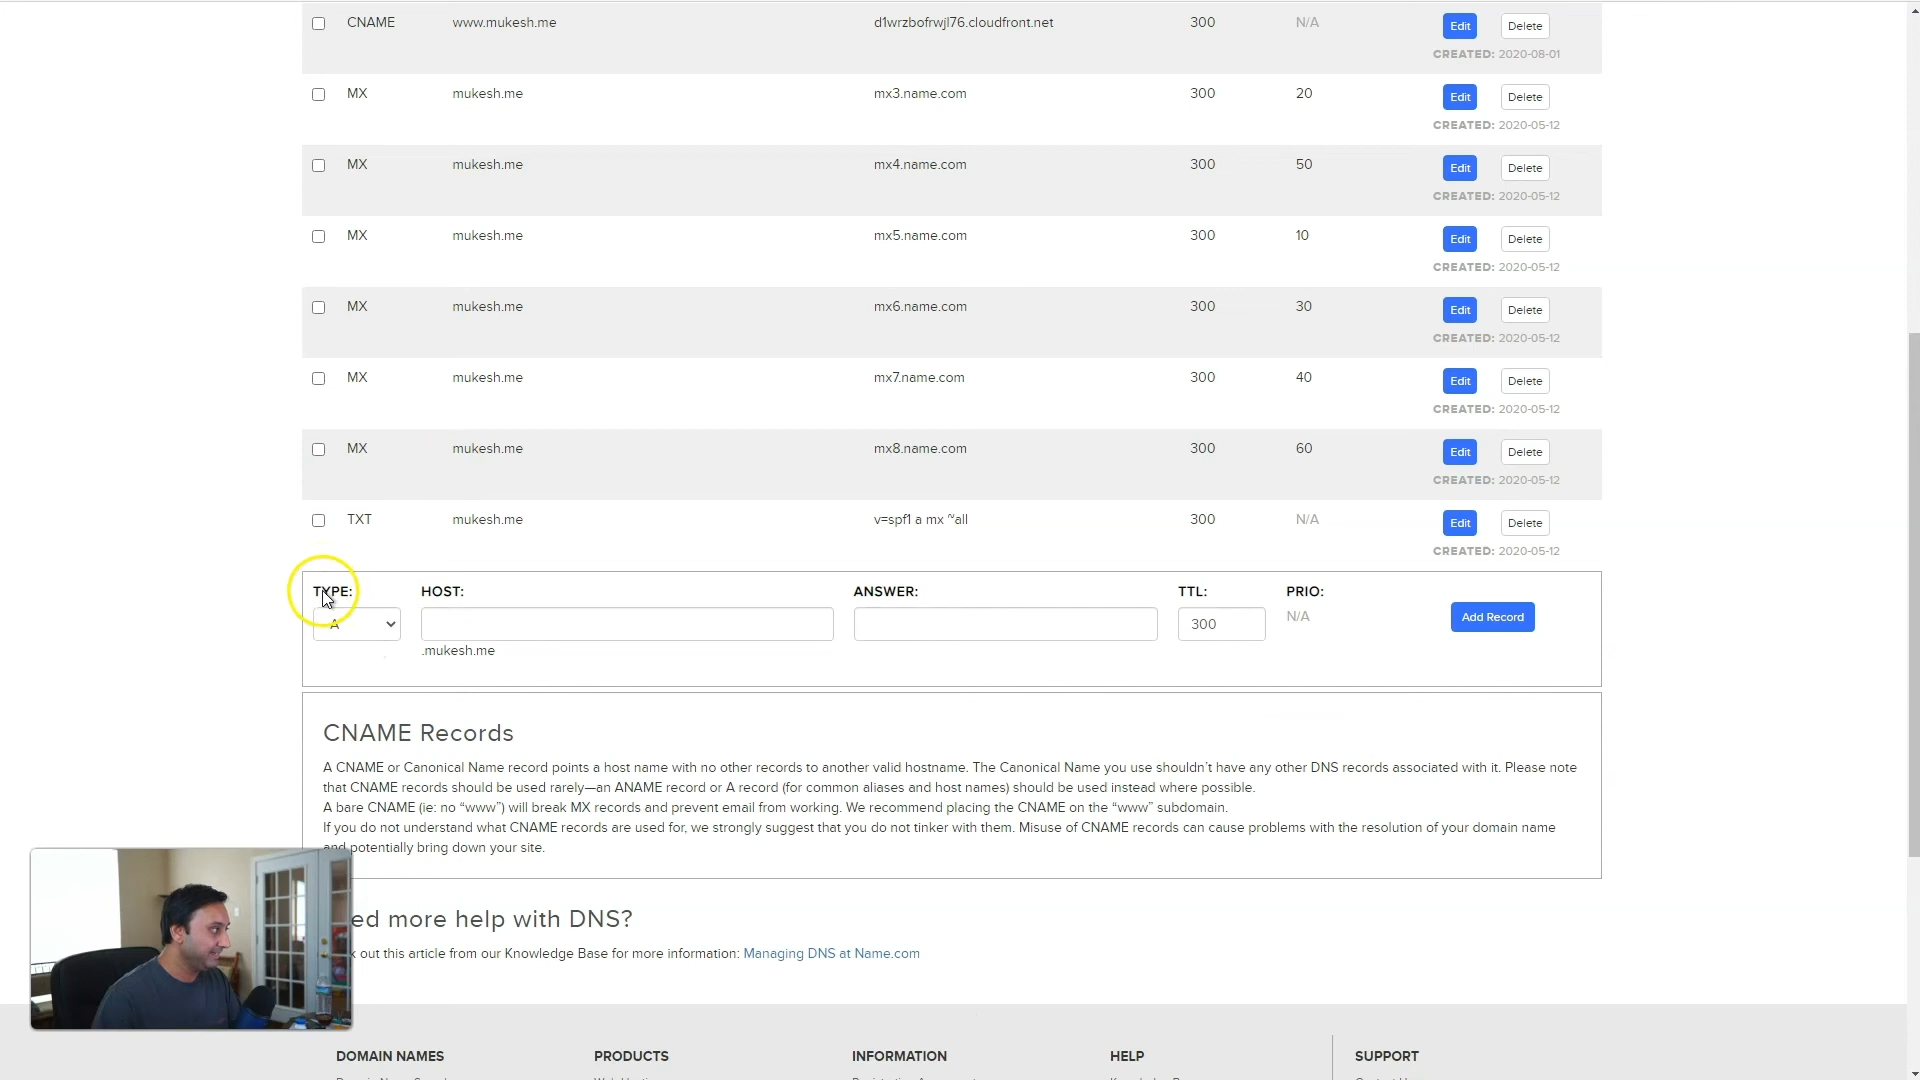 CNAME www.mukesh.me d1wrzbofrwjl76.cloudfront.net 300 N/A Edit Delete
CREATED: 2020-08-01
MX mukesh.me mx3.name.com 300 20 Edit Delete
CREATED: 2020-05-12
MX mukesh.me mx4.name.com 300 50 Edit Delete
CREATED: 2020-05-12
MX mukesh.me mx5.name.com 300 10 Edit Delete
CREATED: 2020-05-12
MX mukesh.me mx6.name.com 300 30 Edit Delete
CREATED: 2020-05-12
MX mukesh.me mx7.name.com 300 40 Edit Delete
CREATED: 2020-05-12
MX mukesh.me mx8.name.com 300 60 Edit Delete
CREATED: 2020-05-12
TXT mukesh.me v=spf1 a mx ~all 300 N/A Edit Delete
CREATED: 2020-05-12
TYPE: HOST: ANSWER: TTL: PRIO:
A 300 N/A Add Record
.mukesh.me
CNAME Records
A CNAME or Canonical Name record points a host name with no other records to another valid hostname. The Canonical Name you use shouldn't have any other DNS records associated with it. Please note
that CNAME records should be used rarely—an ANAME record or A record (for common aliases and host names) should be used instead where possible.
A bare CNAME (ie: no “www”) will break MX records and prevent email from working. We recommend placing the CNAME on the “www” subdomain.
If you do not understand what CNAME records are used for, we strongly suggest that you do not tinker with them. Misuse of CNAME records can cause problems with the resolution of your domain name
and potentially bring down your site.
ed more help with DNS?
k out this article from our Knowledge Base for more information: Managing DNS at Name.com
DOMAIN NAMES PRODUCTS INFORMATION HELP SUPPORT